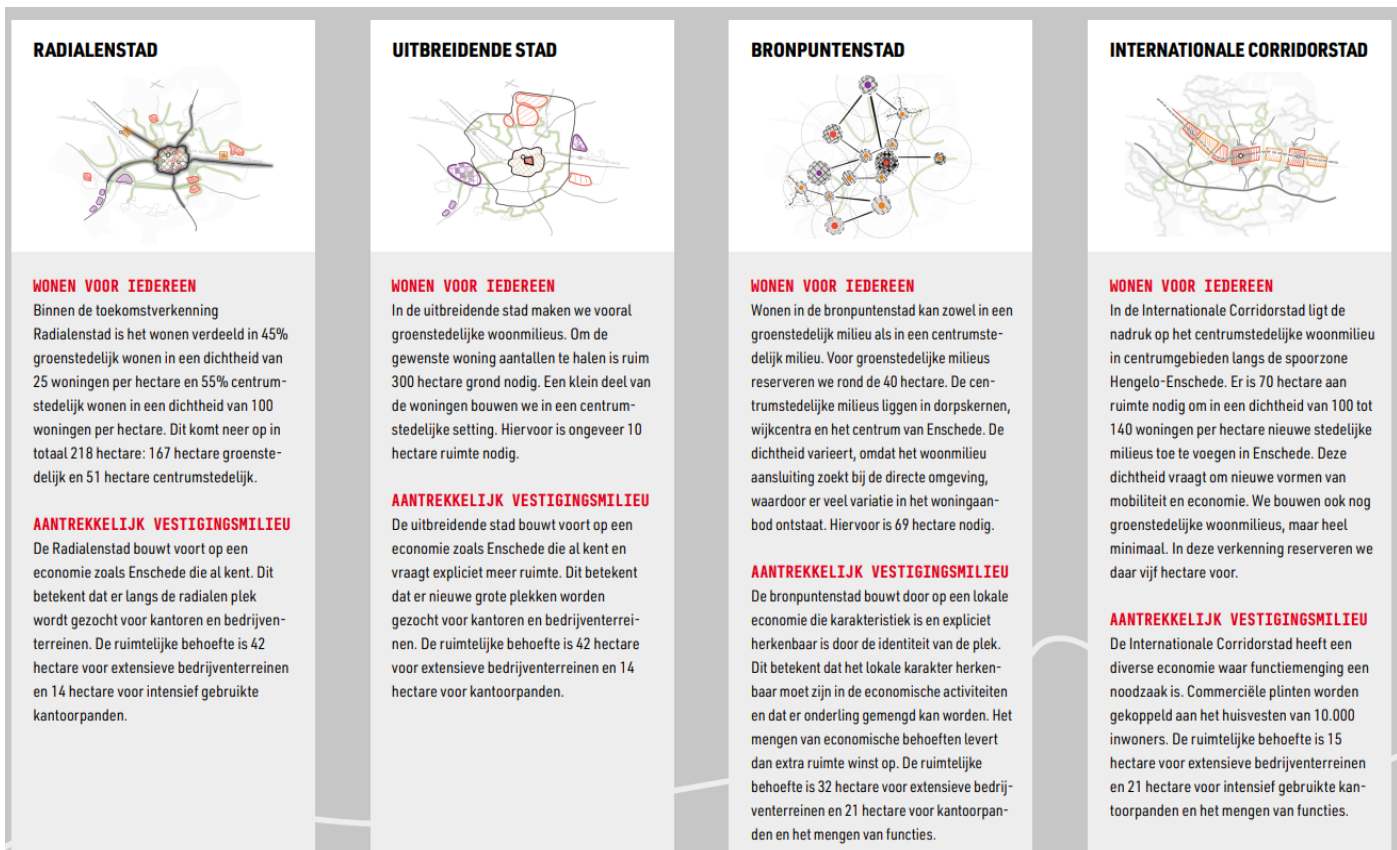 RADIALENSTAD
WONEN VOOR IEDEREEN
Binnen de toekomstverkenning
Radialenstad is het wonen verdeeld in 45%
groenstedelijk wonen in een dichtheid van
25 woningen per hectare en 55% centrum-
stedelijk wonen in een dichtheid van 100
woningen per hectare. Dit komt neer op in
totaal 218 hectare: 167 hectare groenste-
delijk en 51 hectare centrumstedelijk.
AANTREKKELIJK VESTIGINGSMILIEU
De Radialenstad bouwt voort op een
economie zoals Enschede die al kent. Dit
betekent dat er langs de radialen plek
wordt gezocht voor kantoren en bedrijven-
terreinen. De ruimtelijke behoefte is 42
hectare voor extensieve bedrijventerreinen
en 14 hectare voor intensief gebruikte
kantoorpanden.
UITBREIDENDE STAD
WONEN VOOR IEDEREEN
In de uitbreidende stad maken we vooral
groenstedelijke woonmilieus. Om de
gewenste woning aantallen te halen is ruim
300 hectare grond nodig. Een klein deel van
de woningen bouwen we in een centrum-
stedelijke setting. Hiervoor is ongeveer 10
hectare ruimte nodig.
AANTREKKELIJK VESTIGINGSMILIEU
De uitbreidende stad bouwt voort op een
economie zoals Enschede die al kent en
vraagt expliciet meer ruimte. Dit betekent
dat er nieuwe grote plekken worden
gezocht voor kantoren en bedrijventerrei-
nen. De ruimtelijke behoefte is 42 hectare
voor extensieve bedrijventerreinen en 14
hectare voor kantoorpanden.
BRONPUNTENSTAD
WONEN VOOR IEDEREEN
Wonen in de bronpuntenstad kan zowel in een
groenstedelijk milieu als in een centrumste-
delijk milieu. Voor groenstedelijke milieus
reserveren we rond de 40 hectare. De cen-
trumstedelijke milieus liggen in dorpskernen,
wijkcentra en het centrum van Enschede. De
dichtheid varieert, omdat het woonmilieu
aansluiting zoekt bij de directe omgeving,
waardoor er veel variatie in het woningaan-
bod ontstaat. Hiervoor is 69 hectare nodig.
AANTREKKELIJK VESTIGINGSMILIEU
De bronpuntenstad bouwt door op een lokale
economie die karakteristiek is en expliciet
herkenbaar is door de identiteit van de plek.
Dit betekent dat het lokale karakter herken-
baar moet zijn in de economische activiteiten
en dat er onderling gemengd kan worden. Het
mengen van economische behoeften levert
dan extra ruimte winst op. De ruimtelijke
behoefte is 32 hectare voor extensieve bedrij-
venterreinen en 21 hectare voor kantoorpan-
den en het mengen van functies.
INTERNATIONALE CORRIDORSTAD
WONEN VOOR IEDEREEN
In de Internationale Corridorstad ligt de
nadruk op het centrumstedelijke woonmilieu
in centrumgebieden langs de spoorzone
Hengelo-Enschede. Er is 70 hectare aan
ruimte nodig om in een dichtheid van 100 tot
140 woningen per hectare nieuwe stedelijke
milieus toe te voegen in Enschede. Deze
dichtheid vraagt om nieuwe vormen van
mobiliteit en economie. We bouwen ook nog
groenstedelijke woonmilieus, maar heel
minimaal. In deze verkenning reserveren we
daar vijf hectare voor.
AANTREKKELIJK VESTIGINGSMILIEU
De Internationale Corridorstad heeft een
diverse economie waar functiemenging een
noodzaak is. Commerciële plinten worden
gekoppeld aan het huisvesten van 10.000
inwoners. De ruimtelijke behoefte is 15
hectare voor extensieve bedrijventerreinen
en 21 hectare voor intensief gebruikte kan-
toorpanden en het mengen van functies.